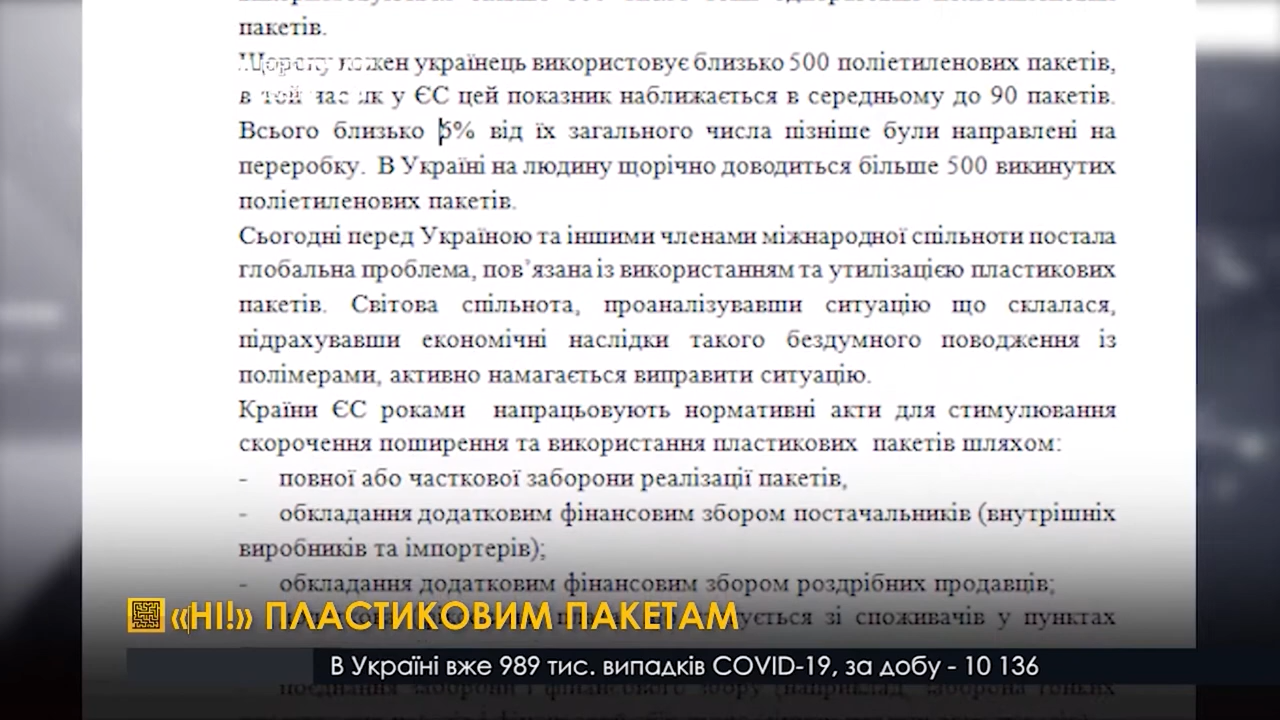 пакетів.
українець використовує близько 500 поліетиленових пакетів,
в той час як у ЄС цей показник наближається в середньому до 90 пакетів.
Всього близько 5% від їх загального числа пізніше були направлені на
переробку. В Україні на людину щорічно доводиться більше 500 викинутих
поліетиленових пакетів.
Сьогодні перед Україною та іншими членами міжнародної спільноти постала
глобальна проблема, пов’язана із використанням та утилізацією пластикових
пакетів. Світова спільнота, проаналізувавши ситуацію що склалася,
підрахувавши економічні наслідки такого бездумного поводження із
полімерами, активно намагається виправити ситуацію.
Країни ЄС роками напрацьовують нормативні акти для стимулювання
скорочення поширення та використання пластикових пакетів шляхом:
- повної або часткової заборони реалізації пакетів,
- обкладання додатковим фінансовим збором постачальників (внутрішніх
виробників та імпортерів);
- обкладання додатковим фінансовим збором роздрібних продавців;
«НІ!» ПЛАСТИКОВИМ ПАКЕТАМ
зі споживачів у пунктах
В Україні вже 989 тис. випадків COVID-19, за добу - 10 136